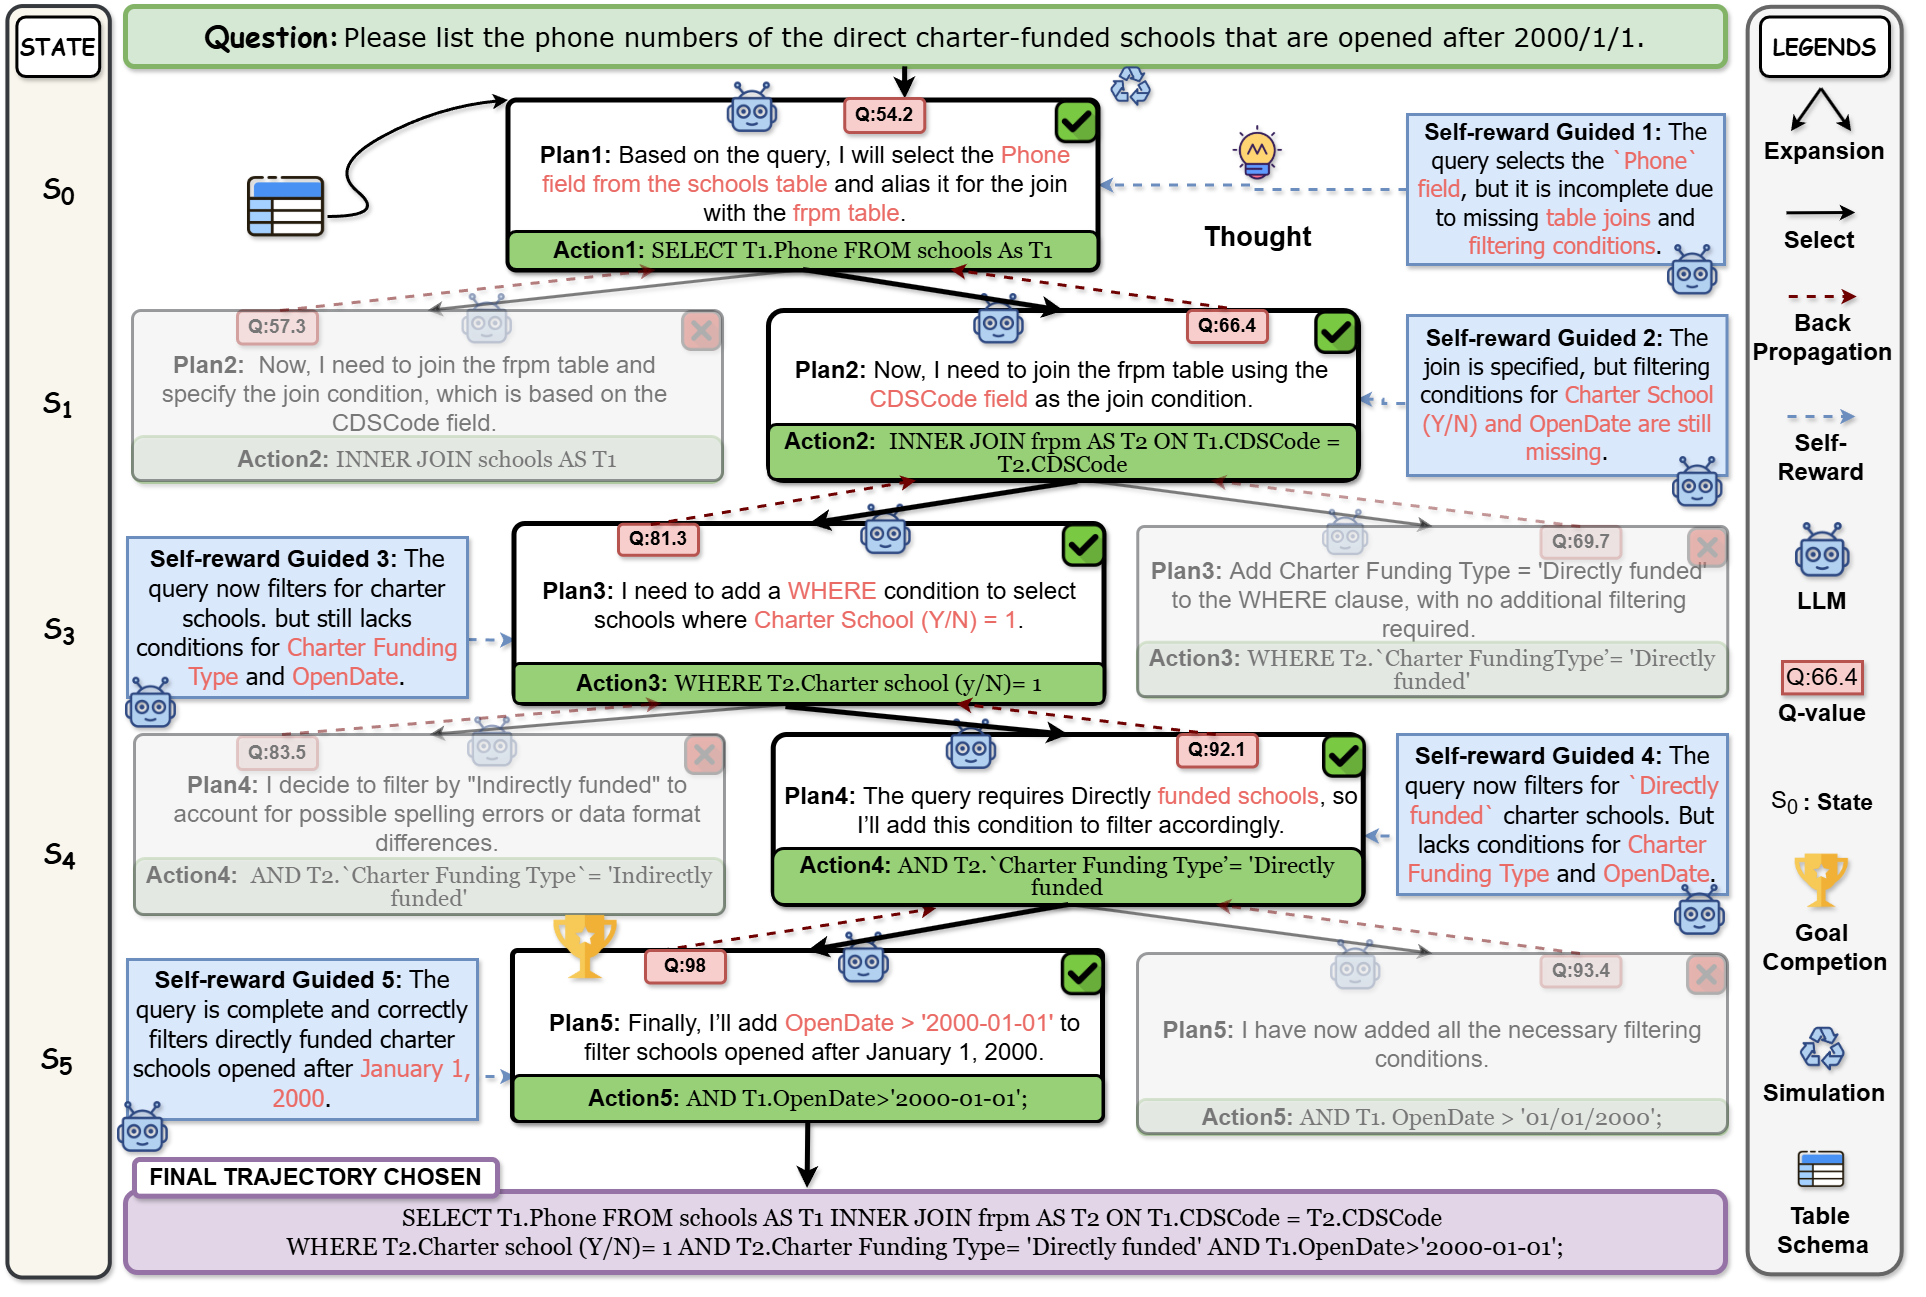 STATE
Question: Please list the phone numbers of the direct charter-funded schools that are opened after 2000/1/1.
LEGENDS
S0
Q:54.2
Plan1: Based on the query, I will select the Phone
field from the schools table and alias it for the join
with the frpm table.
Action1: SELECT T1.Phone FROM schools As T1
Thought
Self-reward Guided 1: The
query selects the `Phone`
field, but it is incomplete due
to missing table joins and
filtering conditions.
S1
Q:57.3
Plan2: Now, I need to join the frpm table and
specify the join condition, which is based on the
CDSCode field.
Action2: INNER JOIN schools AS T1
Q:66.4
Plan2: Now, I need to join the frpm table using the
CDSCode field as the join condition.
Action2: INNER JOIN frpm AS T2 ON T1.CDSCode =
T2.CDSCode
Self-reward Guided 2: The
join is specified, but filtering
conditions for Charter School
(Y/N) and OpenDate are still
missing.
S3
Self-reward Guided 3: The
query now filters for charter
schools. but still lacks
conditions for Charter Funding
Type and OpenDate.
Q:81.3
Plan3: I need to add a WHERE condition to select
schools where Charter School (Y/N) = 1.
Action3: WHERE T2.Charter school (y/N)= 1
Q:69.7
Plan3: Add Charter Funding Type = 'Directly funded'
to the WHERE clause, with no additional filtering
required.
Action3: WHERE T2.`Charter FundingType’= 'Directly
funded'
S4
Q:83.5
Plan4: I decide to filter by "Indirectly funded" to
account for possible spelling errors or data format
differences.
Action4: AND T2.`Charter Funding Type`= 'Indirectly
funded'
Q:92.1
Plan4: The query requires Directly funded schools, so
I’ll add this condition to filter accordingly.
Action4: AND T2.`Charter Funding Type’= 'Directly
funded
Self-reward Guided 4: The
query now filters for `Directly
funded` charter schools. But
lacks conditions for Charter
Funding Type and OpenDate.
S5
Self-reward Guided 5: The
query is complete and correctly
filters directly funded charter
schools opened after January 1,
2000.
Q:98
Plan5: Finally, I’ll add OpenDate > '2000-01-01' to
filter schools opened after January 1, 2000.
Action5: AND T1.OpenDate>'2000-01-01';
Q:93.4
Plan5: I have now added all the necessary filtering
conditions.
Action5: AND T1. OpenDate > '01/01/2000';
FINAL TRAJECTORY CHOSEN
SELECT T1.Phone FROM schools AS T1 INNER JOIN frpm AS T2 ON T1.CDSCode = T2.CDSCode
WHERE T2.Charter school (Y/N)= 1 AND T2.Charter Funding Type= 'Directly funded' AND T1.OpenDate>'2000-01-01';
Expansion
Select
Back
Propagation
Self-
Reward
LLM
Q:66.4
Q-value
S0 : State
Goal
Competion
Simulation
Table
Schema